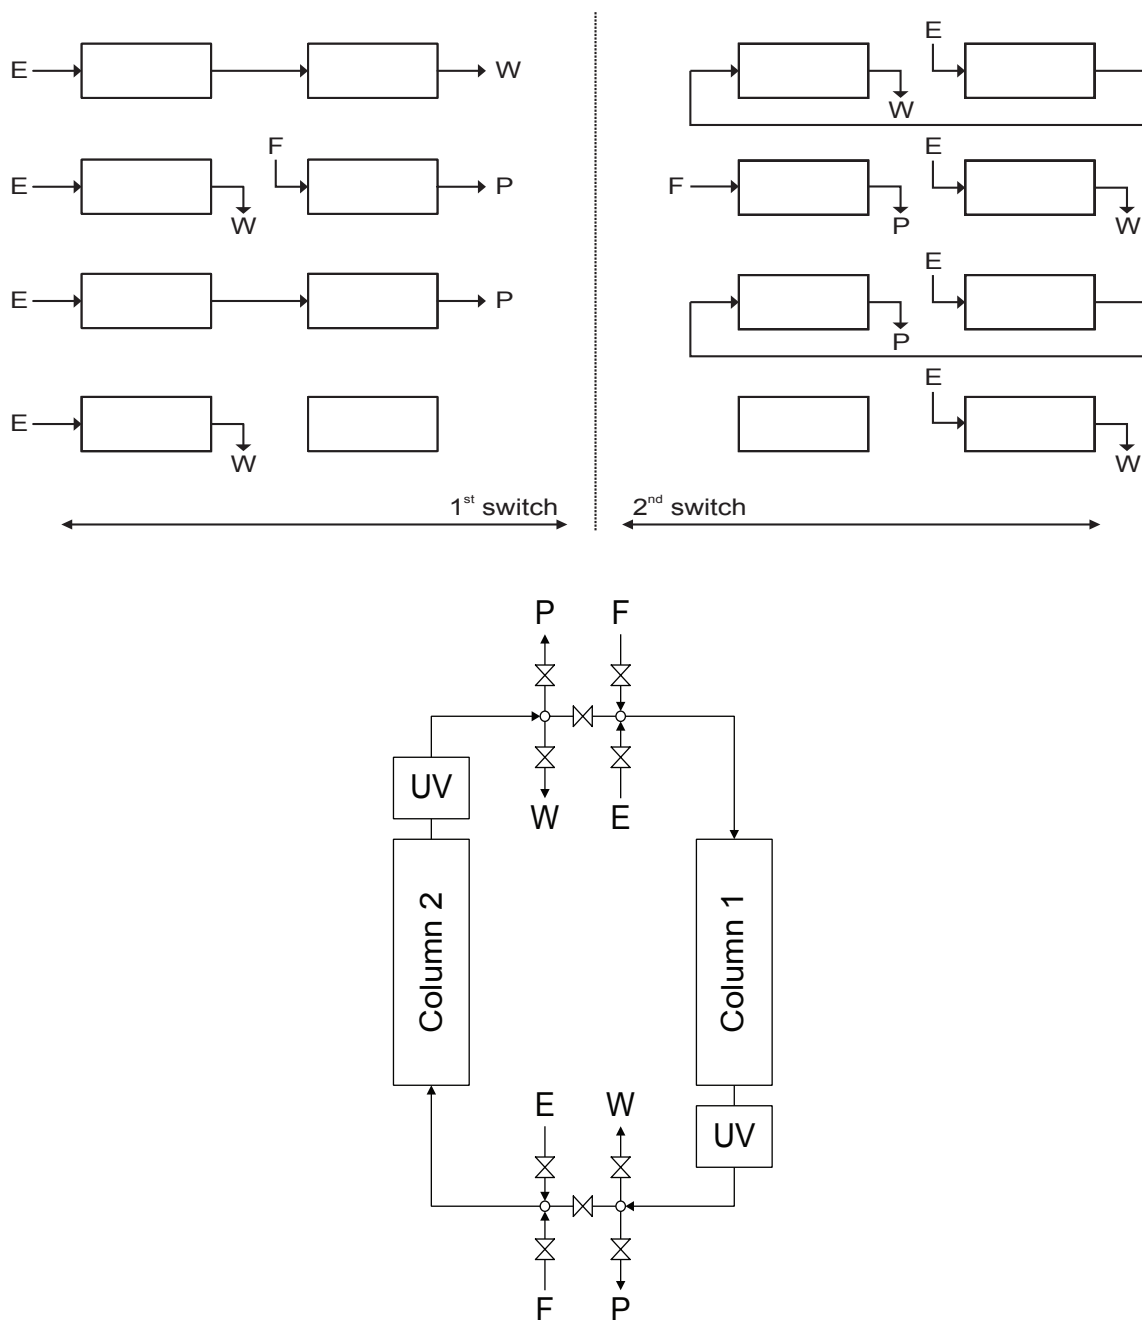 E W
E W
F
E P
W
E
F
P W
E P
E
P
E W
E
W
1st switch 2nd switch
P F
UV
W E
Column 2 Column 1
E W
UV
F P